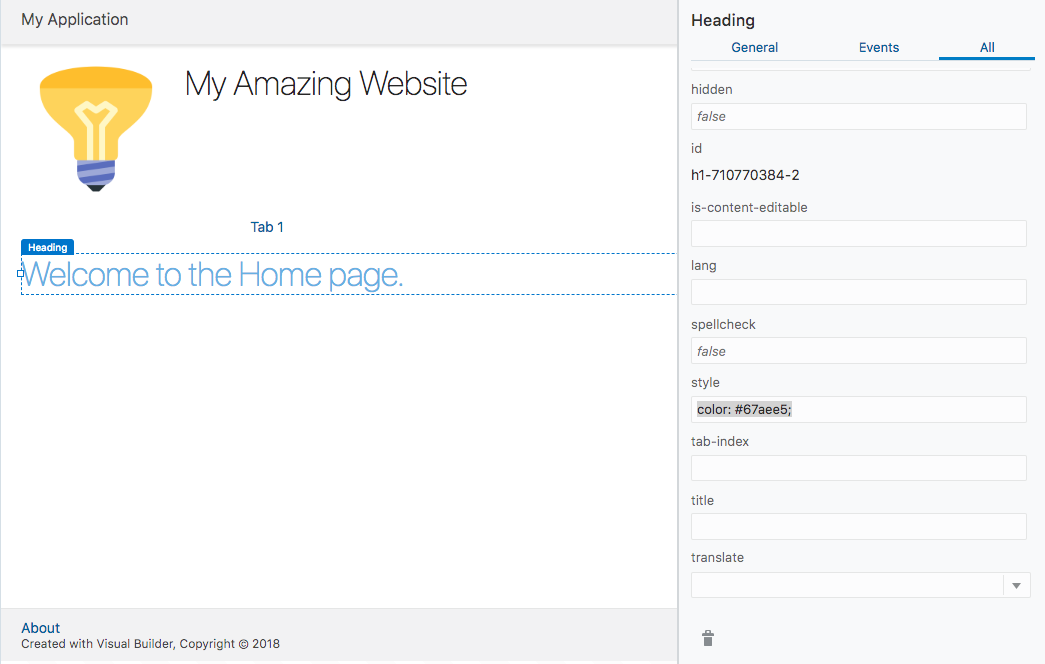 My Application
My Amazing Website
Tab 1
Heading
Welcome to the Home page.
About
Created with Visual Builder, Copyright © 2018
Heading
General Events All
hidden
false
id
h1-710770384-2
is-content-editable
lang
spellcheck
false
style
color: #67aee5;
tab-index
title
translate